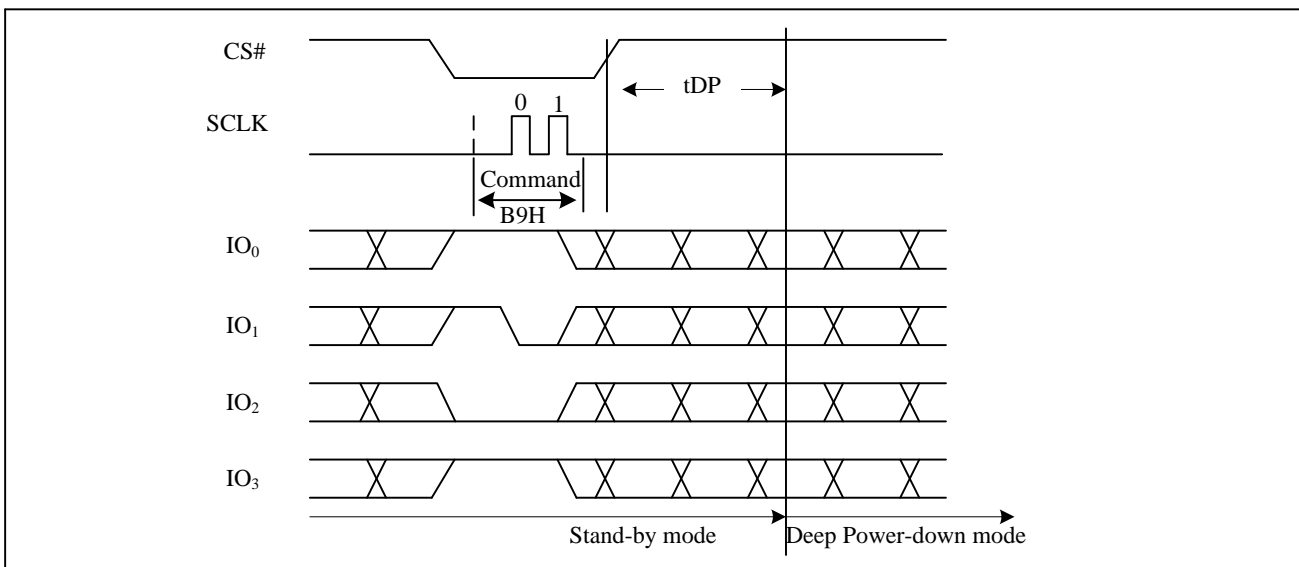 CS#
tDP
0 1
SCLK
Command
B9H
IO0
IO1
IO2
IO3
Stand-by mode
Deep Power-down mode